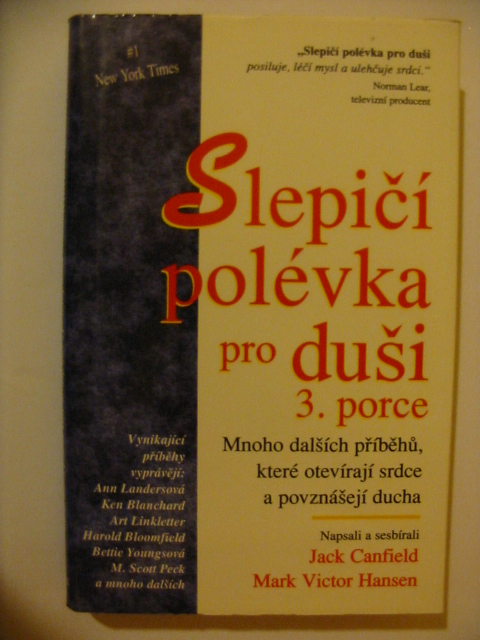 #1
New York Times
„Slepičí polévka pro duši
posiluje, léčí mysl a ulehčuje srdci."
Norman Lear,
televizní producent
Slepičí
polévka
pro duši
3. porce
Mnoho dalších příběhů,
které otevírají srdce
a povznášejí ducha
Napsali a sesbírali
Jack Canfield
Mark Victor Hansen
Vynikající
příběhy
vyprávějí:
Ann Landersová
Ken Blanchard
Art Linkletter
Harold Bloomfield
Bettie Youngsová
M. Scott Peck
a mnoho dalších